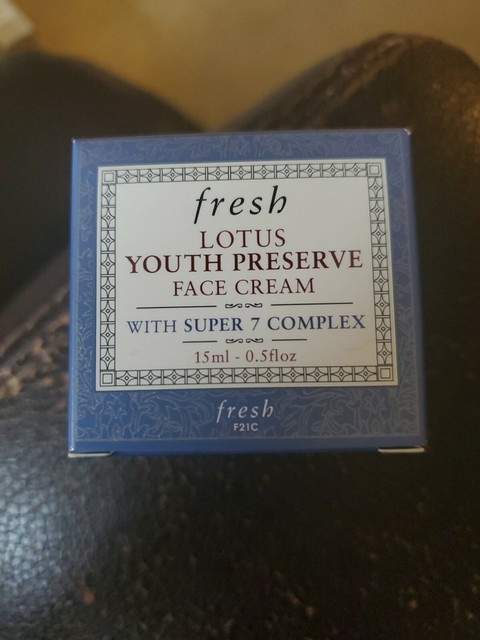 fresh
LOTUS
YOUTH PRESERVE
FACE CREAM
WITH SUPER 7 COMPLEX
15ml - 0.5floz
fresh
F21C